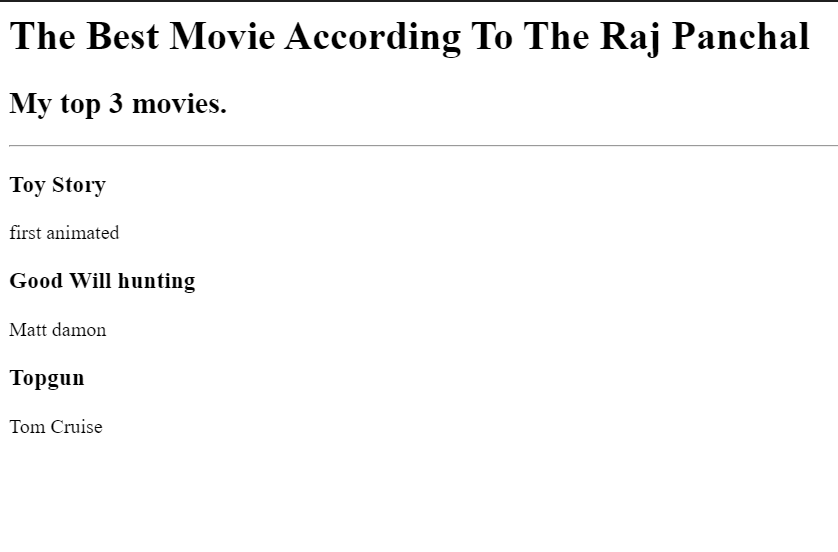 The Best Movie According To The Raj Panchal
My top 3 movies.
Toy Story
first animated
Good Will hunting
Matt damon
Topgun
Tom Cruise